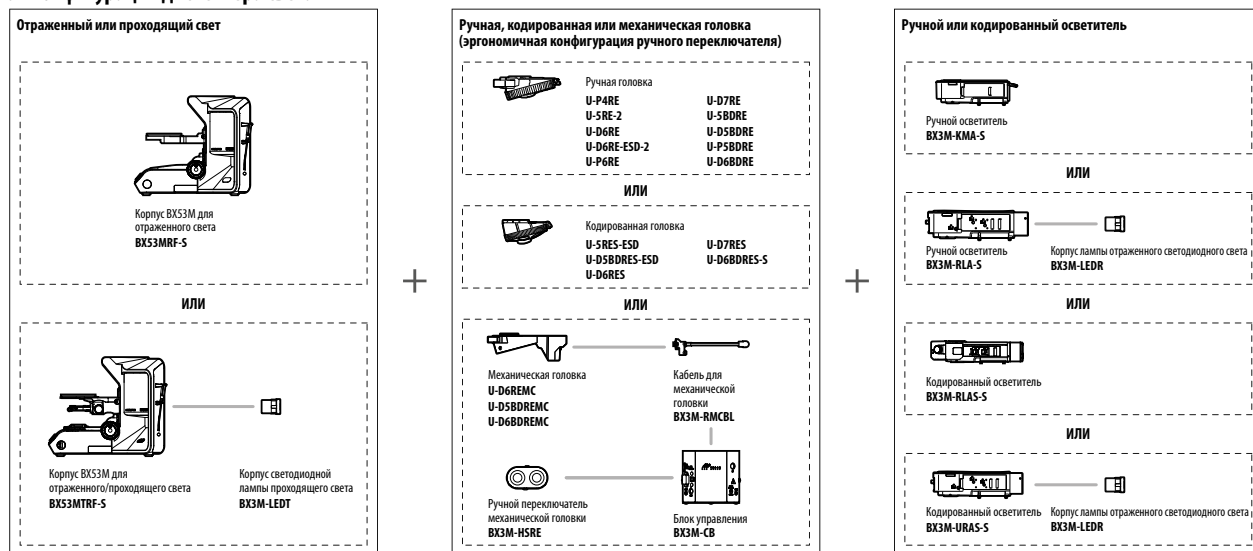 Отраженный или проходящий свет
Корпус BX53M для
отраженного света
BX53MRF-S
ИЛИ
Корпус BX53M для
отраженного/проходящего света
BX53MTRF-S
Корпус светодиодной
лампы проходящего света
BX3M-LEDT
+
Ручная, кодированная или механическая головка
(эргономичная конфигурация ручного переключателя)
Ручная головка
U-P4RE
U-5RE-2
U-D6RE
U-D6RE-ESD-2
U-P6RE
U-D7RE
U-5BDRE
U-D5BDRE
U-P5BDRE
U-D6BDRE
ИЛИ
Кодированная головка
U-5RES-ESD
U-D5BDRES-ESD
U-D6RES
U-D7RES
U-D6BDRES-S
ИЛИ
Механическая головка
U-D6REMC
U-D5BDREMC
U-D6BDREMC
Кабель для
механической
головки
BX3M-RMCBL
Ручной переключатель
механической головки
BX3M-HSRE
Блок управления
BX3M-CB
+
Ручной или кодированный осветитель
Ручной осветитель
BX3M-KMA-S
ИЛИ
Ручной осветитель
BX3M-RLA-S
Корпус лампы отраженного светодиодного света
BX3M-LEDR
ИЛИ
Кодированный осветитель
BX3M-RLAS-S
ИЛИ
Кодированный осветитель
BX3M-URAS-S
Корпус лампы отраженного светодиодного света
BX3M-LEDR